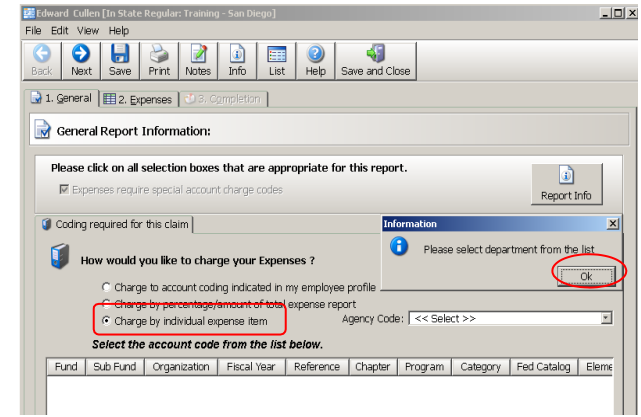 Edward Cullen [In State Regular: Training - San Diego]
File Edit View Help
Back Next Save Print Notes Info List Help Save and Close
1. General 2. Expenses 3. Completion
General Report Information:
Please click on all selection boxes that are appropriate for this report.
Expenses require special account charge codes
Report Info
Coding required for this claim
Information
Please select department from the list
Ok
How would you like to charge your Expenses ?
Charge to account coding indicated in my employee profile
Charge by percentage/amount of total expense report
Charge by individual expense item
Agency Code: << Select >>
Select the account code from the list below.
Fund Sub Fund Organization Fiscal Year Reference Chapter Program Category Fed Catalog Eleme